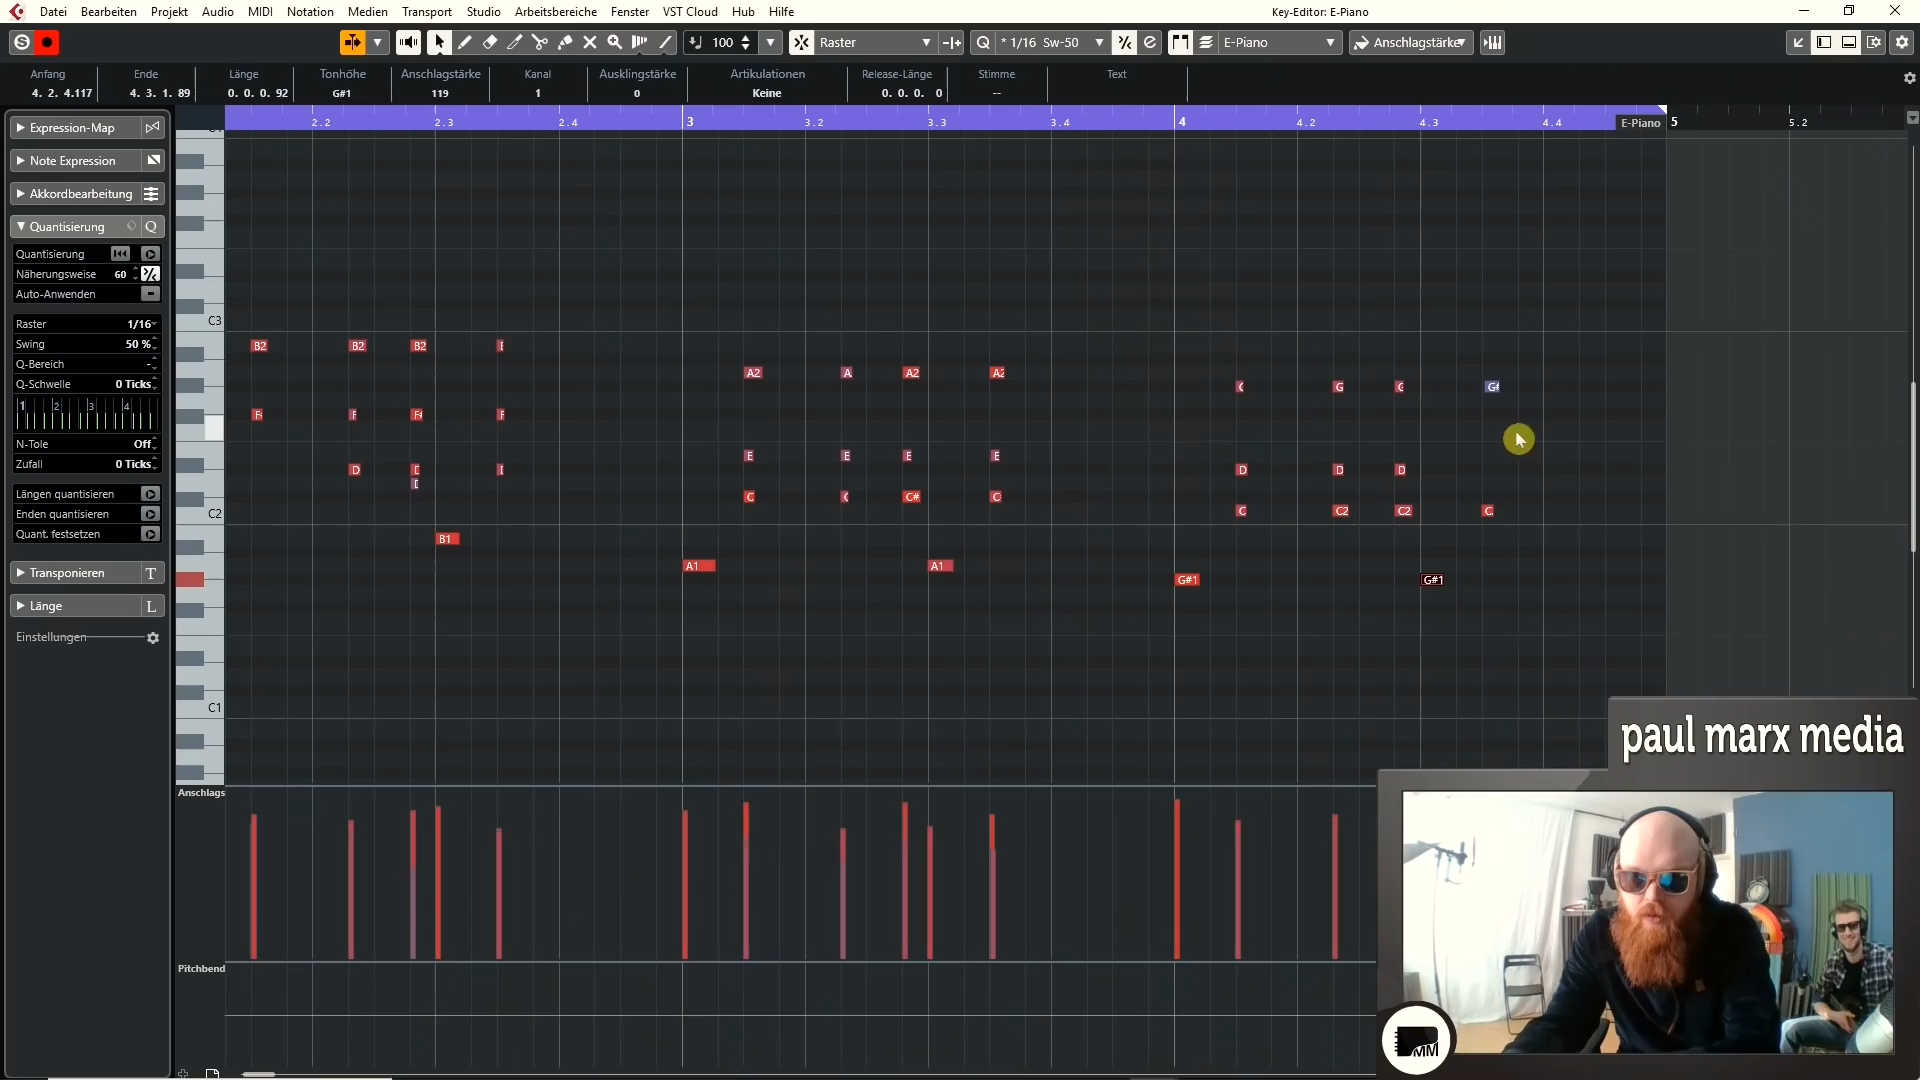 Datei Bearbeiten Projekt Audio MIDI Notation Medien Transport Studio Arbeitsbereiche Fenster VST Cloud Hub Hilfe Key-Editor: E-Piano
S 100 Raster Q * 1/16 Sw-50 E-Piano Anschlagstärke
Anfang Ende Länge Tonhöhe Anschlagstärke Kanal Ausklingstärke Artikulationen Release-Länge Stimme Text
4. 2. 4.117 4. 3. 1. 89 0. 0. 0. 92 G#1 119 1 0 Keine 0. 0. 0. 0 --
2.2 2.3 2.4 3 3.2 3.3 3.4 4 4.2 4.3 4.4 E-Piano 5 5.2
Expression-Map
Note Expression
Akkordbearbeitung
Quantisierung Q
Quantisierung
Näherungsweise 60
Auto-Anwenden
Raster 1/16
Swing 50 %
Q-Bereich -
Q-Schwelle 0 Ticks
1 2 3 4
N-Tole Off
Zufall 0 Ticks
Längen quantisieren
Enden quantisieren
Quant. festsetzen
Transponieren T
Länge L
Einstellungen
C3
B2 B2 B2
A2 A A2 A2
G G#
F F F# F
E E E E
D D D D D
C C# C
C2
C C2 C2 C
B1
A1 A1
G#1 G#1
C1
Anschlags
Pitchbend
paul marx media
MM